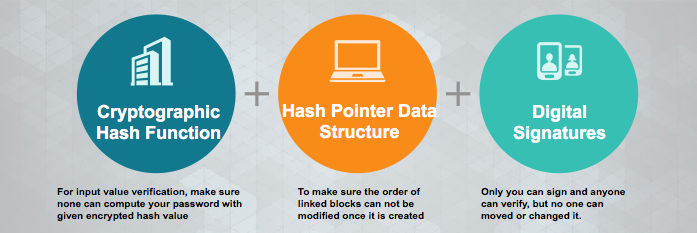 Cryptographic
Hash Function
Hash Pointer Data
Structure
Digital
Signatures
For input value verification, make sure
none can compute your password with
given encrypted hash value
To make sure the order of
linked blocks can not be
modified once it is created
Only you can sign and anyone
can verify, but no one can
moved or changed it.